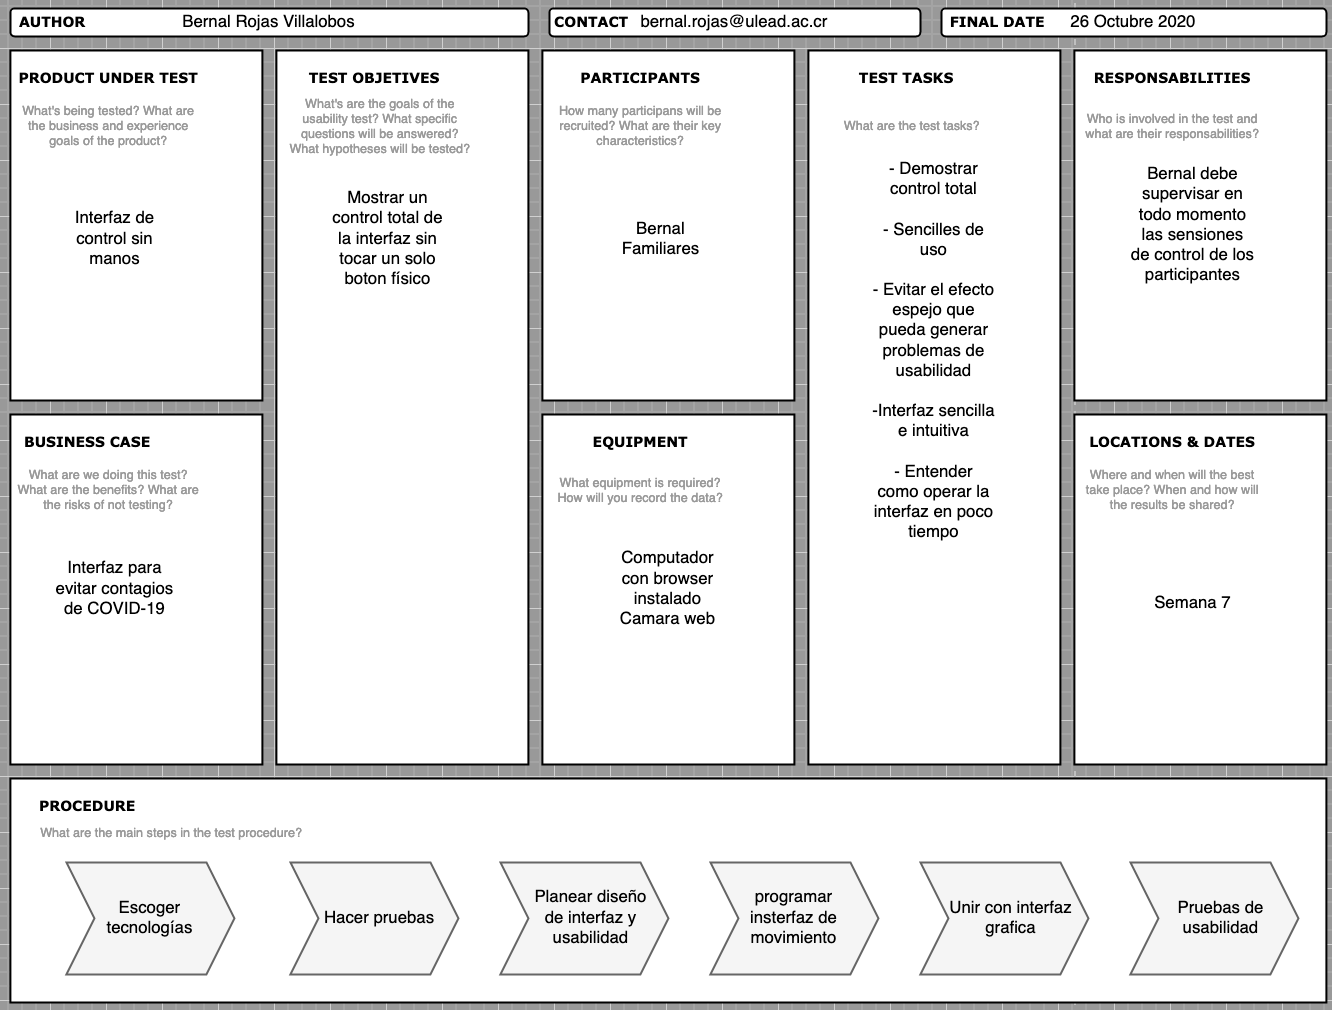 AUTHOR Bernal Rojas Villalobos
CONTACT bernal.rojas@ulead.ac.cr
FINAL DATE 26 Octubre 2020
PRODUCT UNDER TEST
What's being tested? What are
the business and experience
goals of the product?
Interfaz de
control sin
manos
BUSINESS CASE
What are we doing this test?
What are the benefits? What are
the risks of not testing?
Interfaz para
evitar contagios
de COVID-19
TEST OBJETIVES
What's are the goals of the
usability test? What specific
questions will be answered?
What hypotheses will be tested?
Mostrar un
control total de
la interfaz sin
tocar un solo
boton físico
PARTICIPANTS
How many participans will be
recruited? What are their key
characteristics?
Bernal
Familiares
EQUIPMENT
What equipment is required?
How will you record the data?
Computador
con browser
instalado
Camara web
TEST TASKS
What are the test tasks?
- Demostrar
control total
- Sencilles de
uso
- Evitar el efecto
espejo que
pueda generar
problemas de
usabilidad
-Interfaz sencilla
e intuitiva
- Entender
como operar la
interfaz en poco
tiempo
RESPONSABILITIES
Who is involved in the test and
what are their responsabilities?
Bernal debe
supervisar en
todo momento
las sensiones
de control de los
participantes
LOCATIONS & DATES
Where and when will the best
take place? When and how will
the results be shared?
Semana 7
PROCEDURE
What are the main steps in the test procedure?
Escoger
tecnologías
Hacer pruebas
Planear diseño
de interfaz y
usabilidad
programar
insterfaz de
movimiento
Unir con interfaz
grafica
Pruebas de
usabilidad